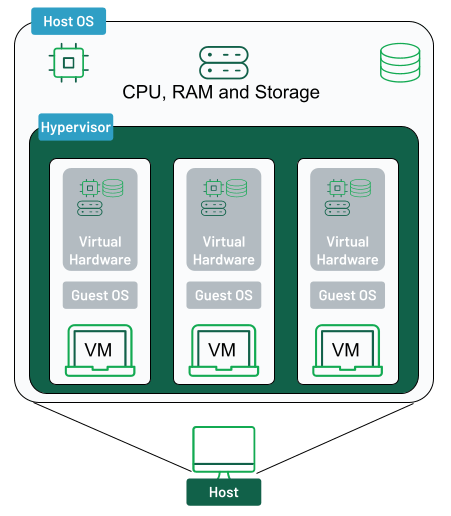 Host OS
CPU, RAM and Storage
Hypervisor
Virtual
Hardware
Guest OS
VM
Virtual
Hardware
Guest OS
VM
Virtual
Hardware
Guest OS
VM
Host